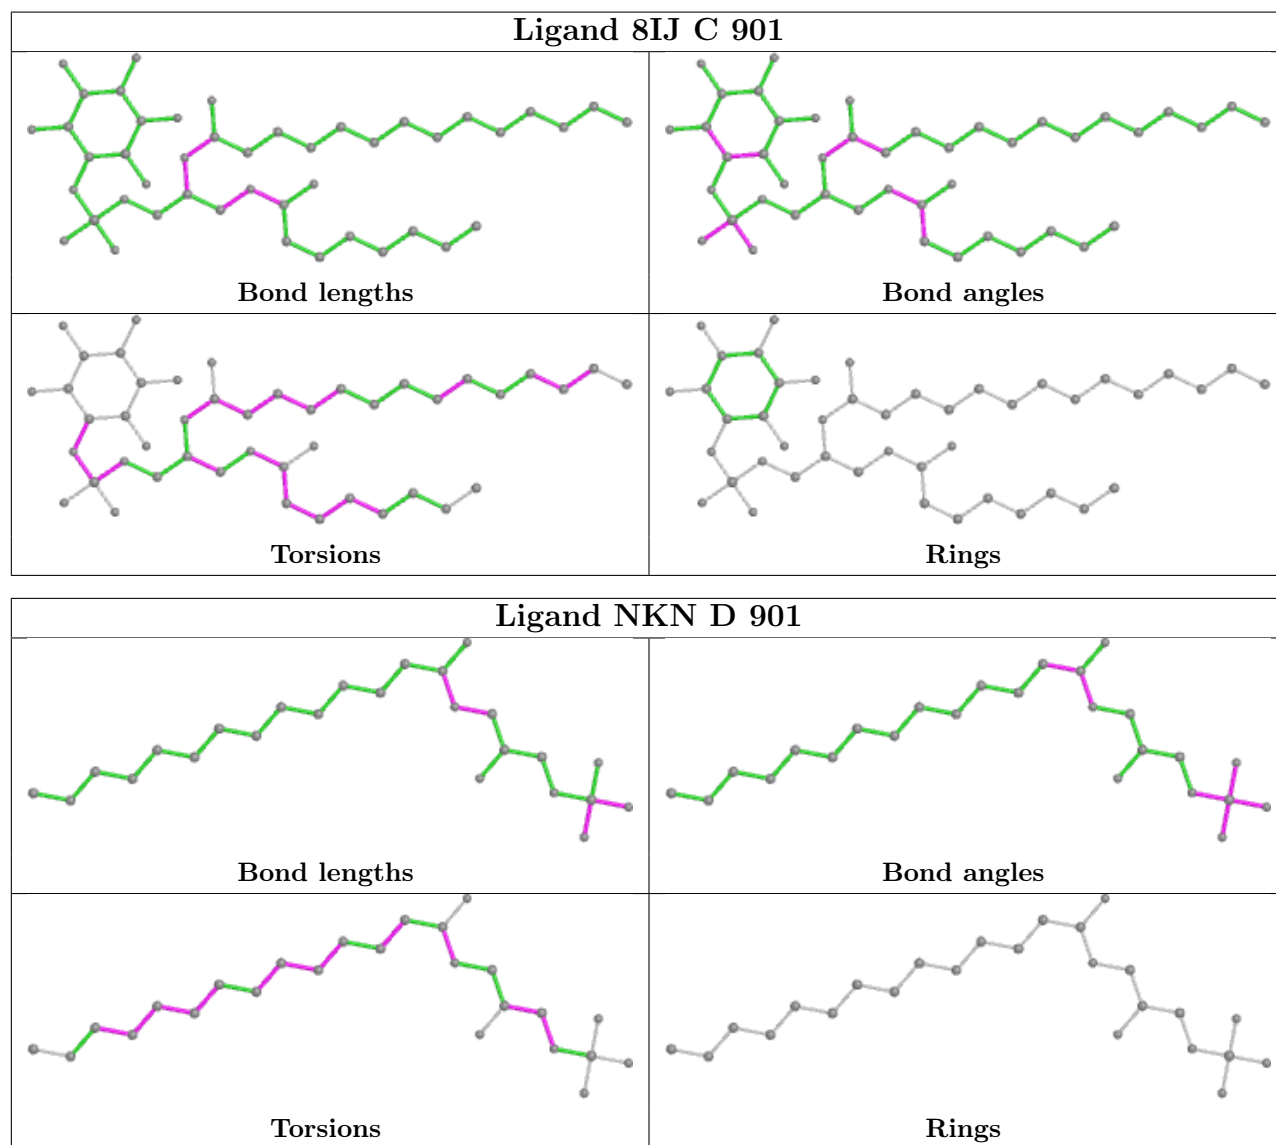 Ligand 8IJ C 901
Bond lengths
Bond angles
Torsions
Rings
Ligand NKN D 901
Bond lengths
Bond angles
Torsions
Rings